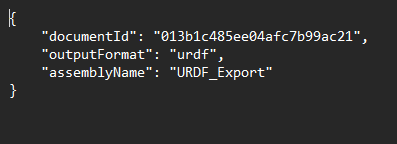 {
"documentId": "013b1c485ee04afc7b99ac21",
"outputFormat": "urdf",
"assemblyName": "URDF_Export"
}